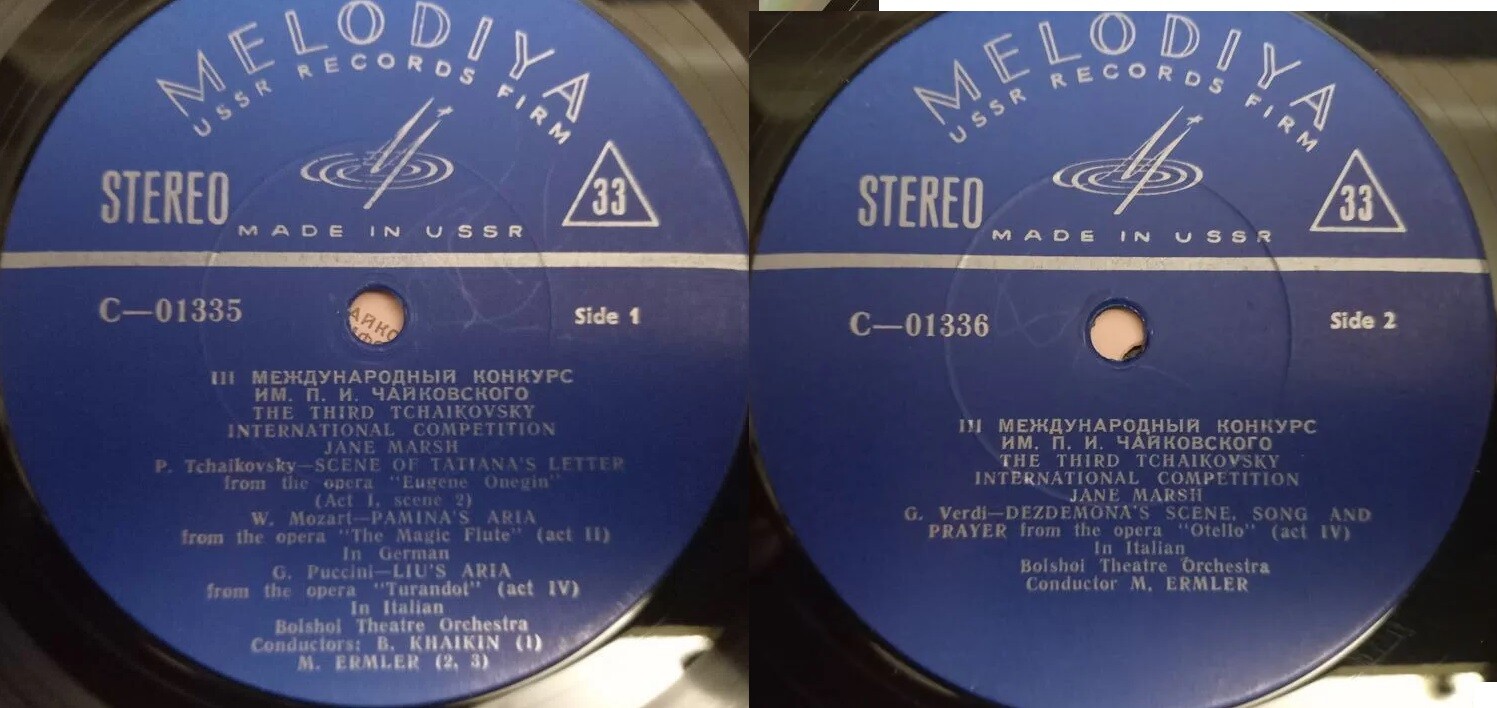 MELODIYA
USSR RECORDS FIRM
STEREO
33
MADE IN USSR
C—01335
Side 1
АЙКО
III МЕЖДУНАРОДНЫЙ КОНКУРС
ИМ. П. И. ЧАЙКОВСКОГО
THE THIRD TCHAIKOVSKY
INTERNATIONAL COMPETITION
JANE MARSH
P. Tchaikovsky—SCENE OF TATIANA'S LETTER
from the opera "Eugene Onegin"
(Act I, scene 2)
W. Mozart—PAMINA'S ARIA
from the opera "The Magic Flute" (act II)
In German
G. Puccini—LIU'S ARIA
from the opera "Turandot" (act IV)
In Italian
Bolshoi Theatre Orchestra
Conductors: B. KHAIKIN (1)
M. ERMLER (2, 3)
MELODIYA
USSR RECORDS FIRM
STEREO
33
MADE IN USSR
C—01336
Side 2
III МЕЖДУНАРОДНЫЙ КОНКУРС
ИМ. П. И. ЧАЙКОВСКОГО
THE THIRD TCHAIKOVSKY
INTERNATIONAL COMPETITION
JANE MARSH
G. Verdi—DEZDEMONA'S SCENE, SONG AND
PRAYER from the opera "Otello" (act IV)
In Italian
Bolshoi Theatre Orchestra
Conductor M. ERMLER